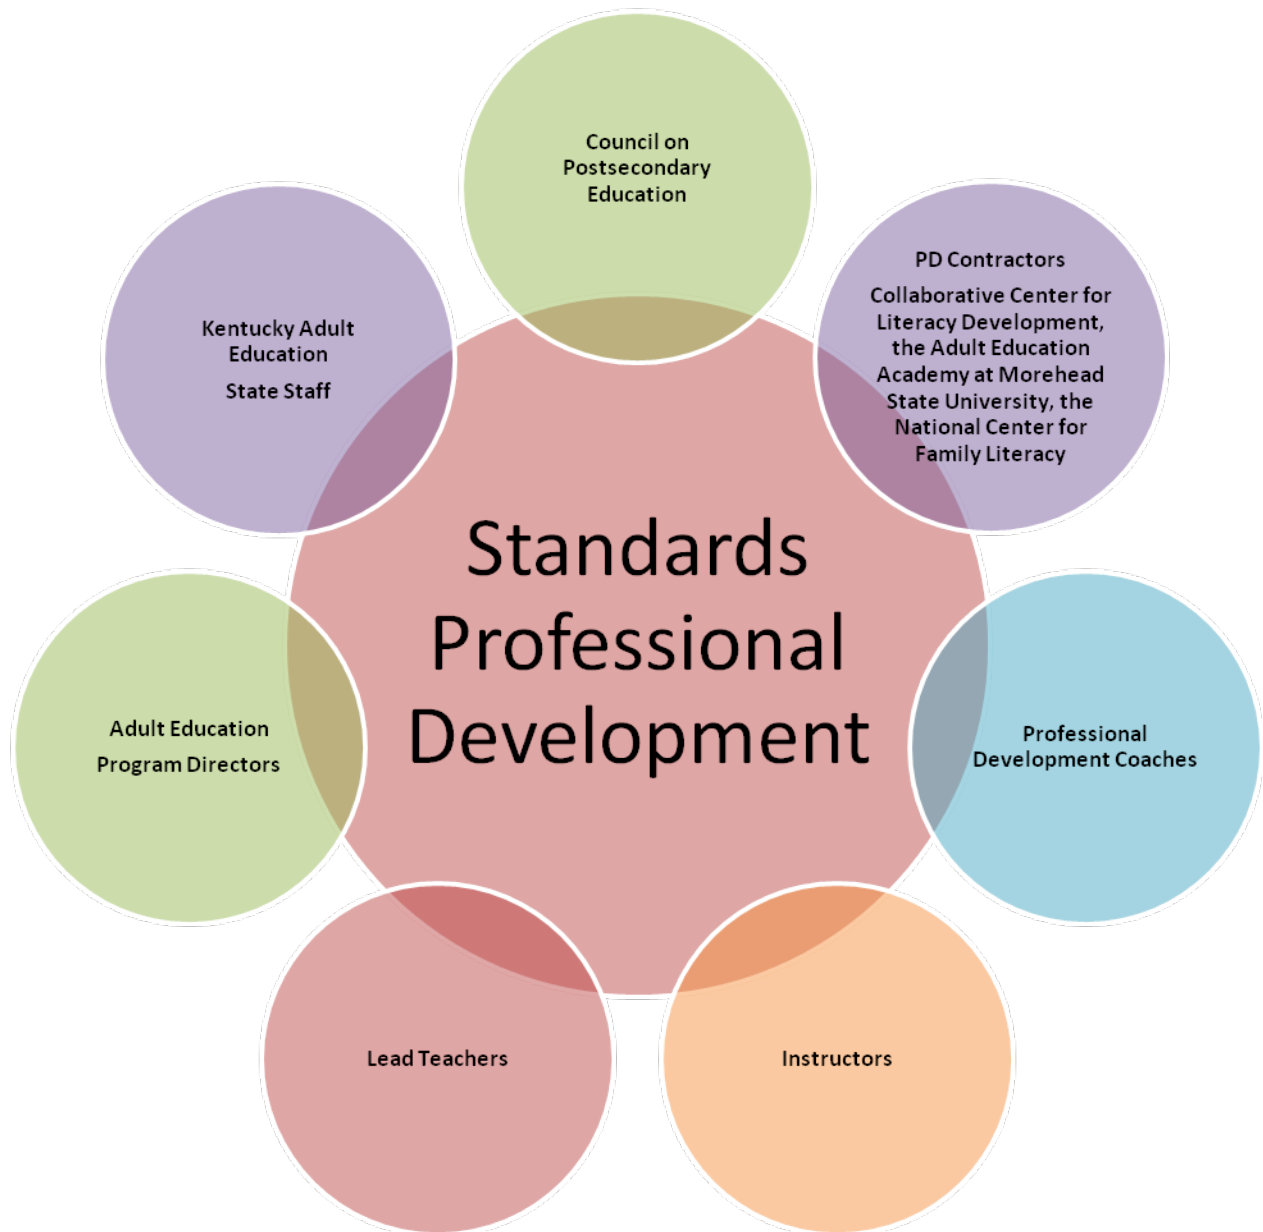 Council on
Postsecondary
Education
PD Contractors
Collaborative Center for
Literacy Development,
the Adult Education
Academy at Morehead
State University, the
National Center for
Family Literacy
Kentucky Adult
Education
State Staff
Standards
Professional
Development
Adult Education
Program Directors
Professional
Development Coaches
Lead Teachers
Instructors